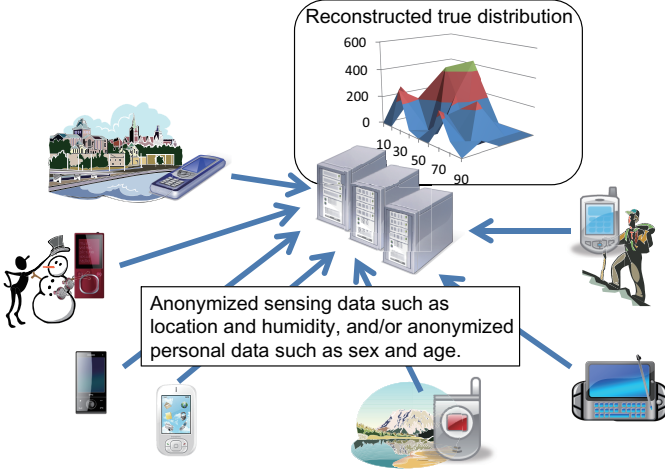 Reconstructed true distribution
600
400
200
0
10
30
50
70
90
Anonymized sensing data such as
location and humidity, and/or anonymized
personal data such as sex and age.